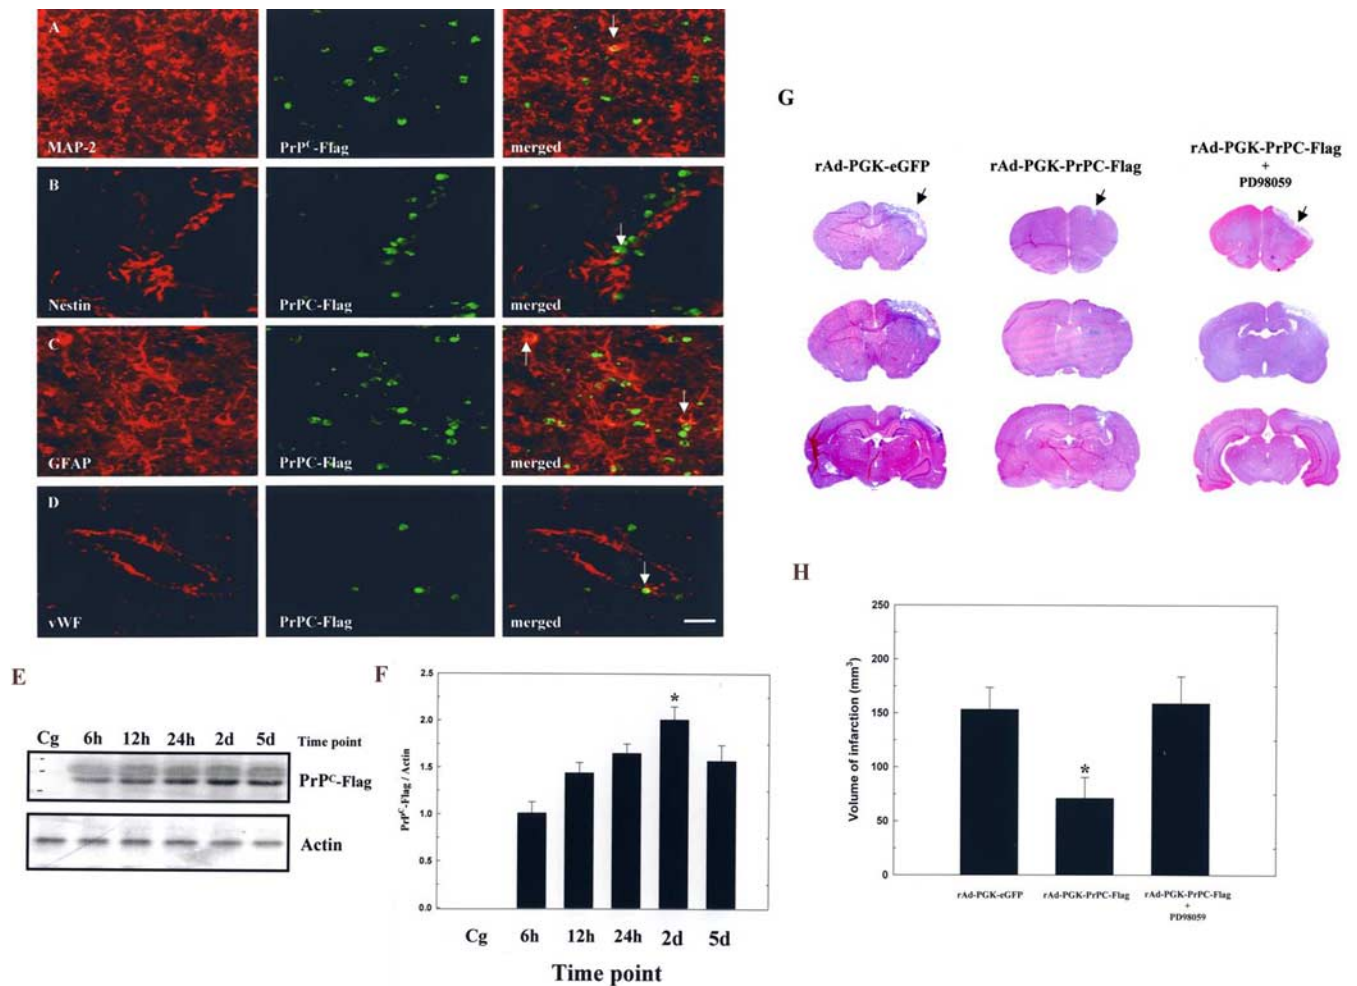 A
MAP-2
PrPᶜ-Flag
merged
B
Nestin
PrPC-Flag
merged
C
GFAP
PrPC-Flag
merged
D
vWF
PrPC-Flag
merged
E
Cg 6h 12h 24h 2d 5d Time point
PrPᶜ-Flag
Actin
F
PrPᶜ-Flag / Actin
2.5
2.0
1.5
1.0
0.5
0.0
*
Cg 6h 12h 24h 2d 5d
Time point
G
rAd-PGK-eGFP
rAd-PGK-PrPC-Flag
rAd-PGK-PrPC-Flag
+
PD98059
H
Volume of infarction (mm³)
250
200
150
100
50
0
*
rAd-PGK-eGFP
rAd-PGK-PrPC-Flag
rAd-PGK-PrPC-Flag
+
PD98059